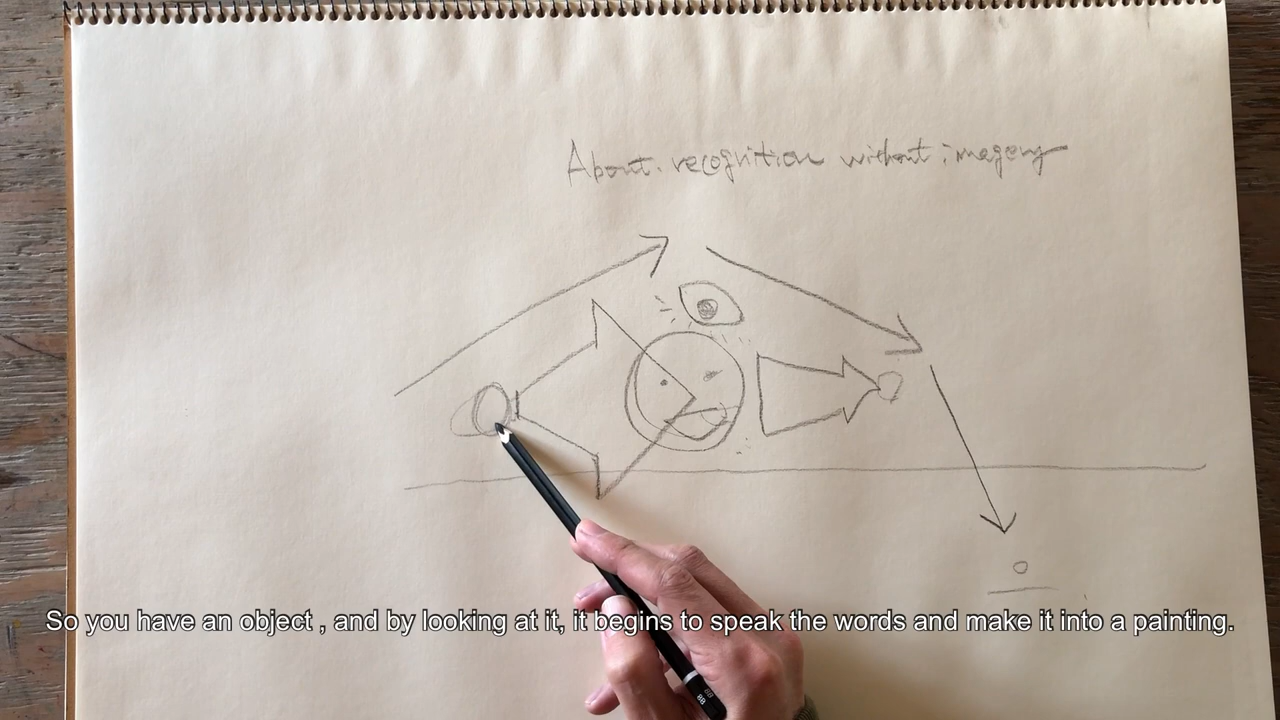 About. recognition without imagery
So you have an object , and by looking at it, it begins to speak the words and make it into a painting.
8B